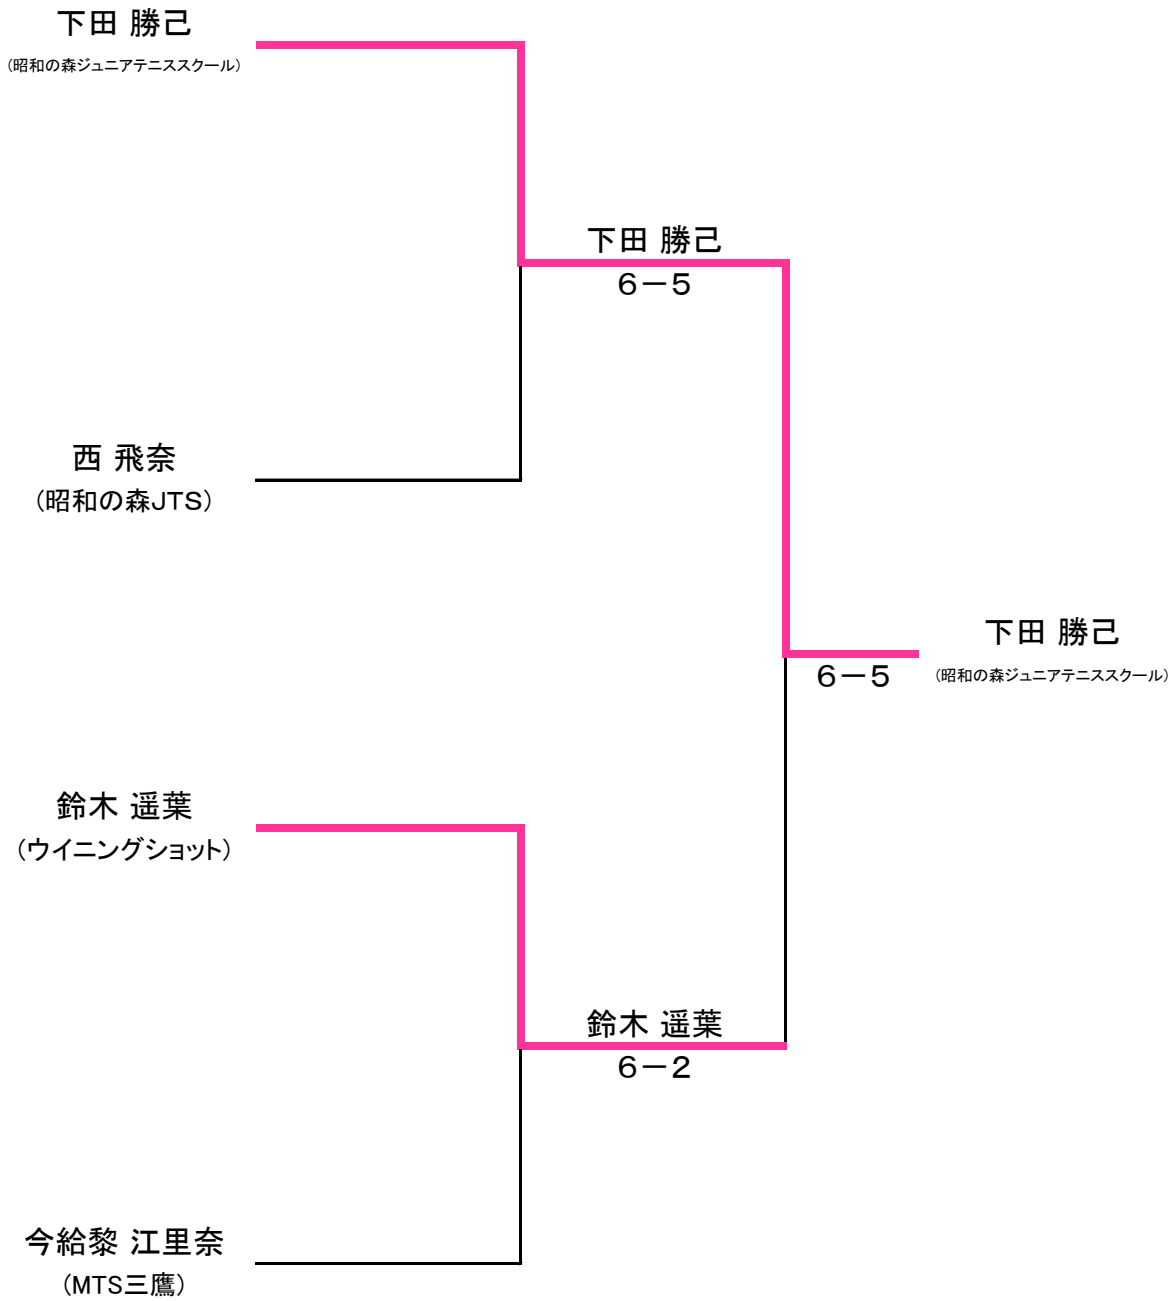 下田 勝己
（昭和の森ジュニアテニススクール）
下田 勝己
６－５
西 飛奈
（昭和の森JTS）
下田 勝己
６－５
（昭和の森ジュニアテニススクール）
鈴木 遥葉
（ウイニングショット）
鈴木 遥葉
６－２
今給黎 江里奈
（MTS三鷹）